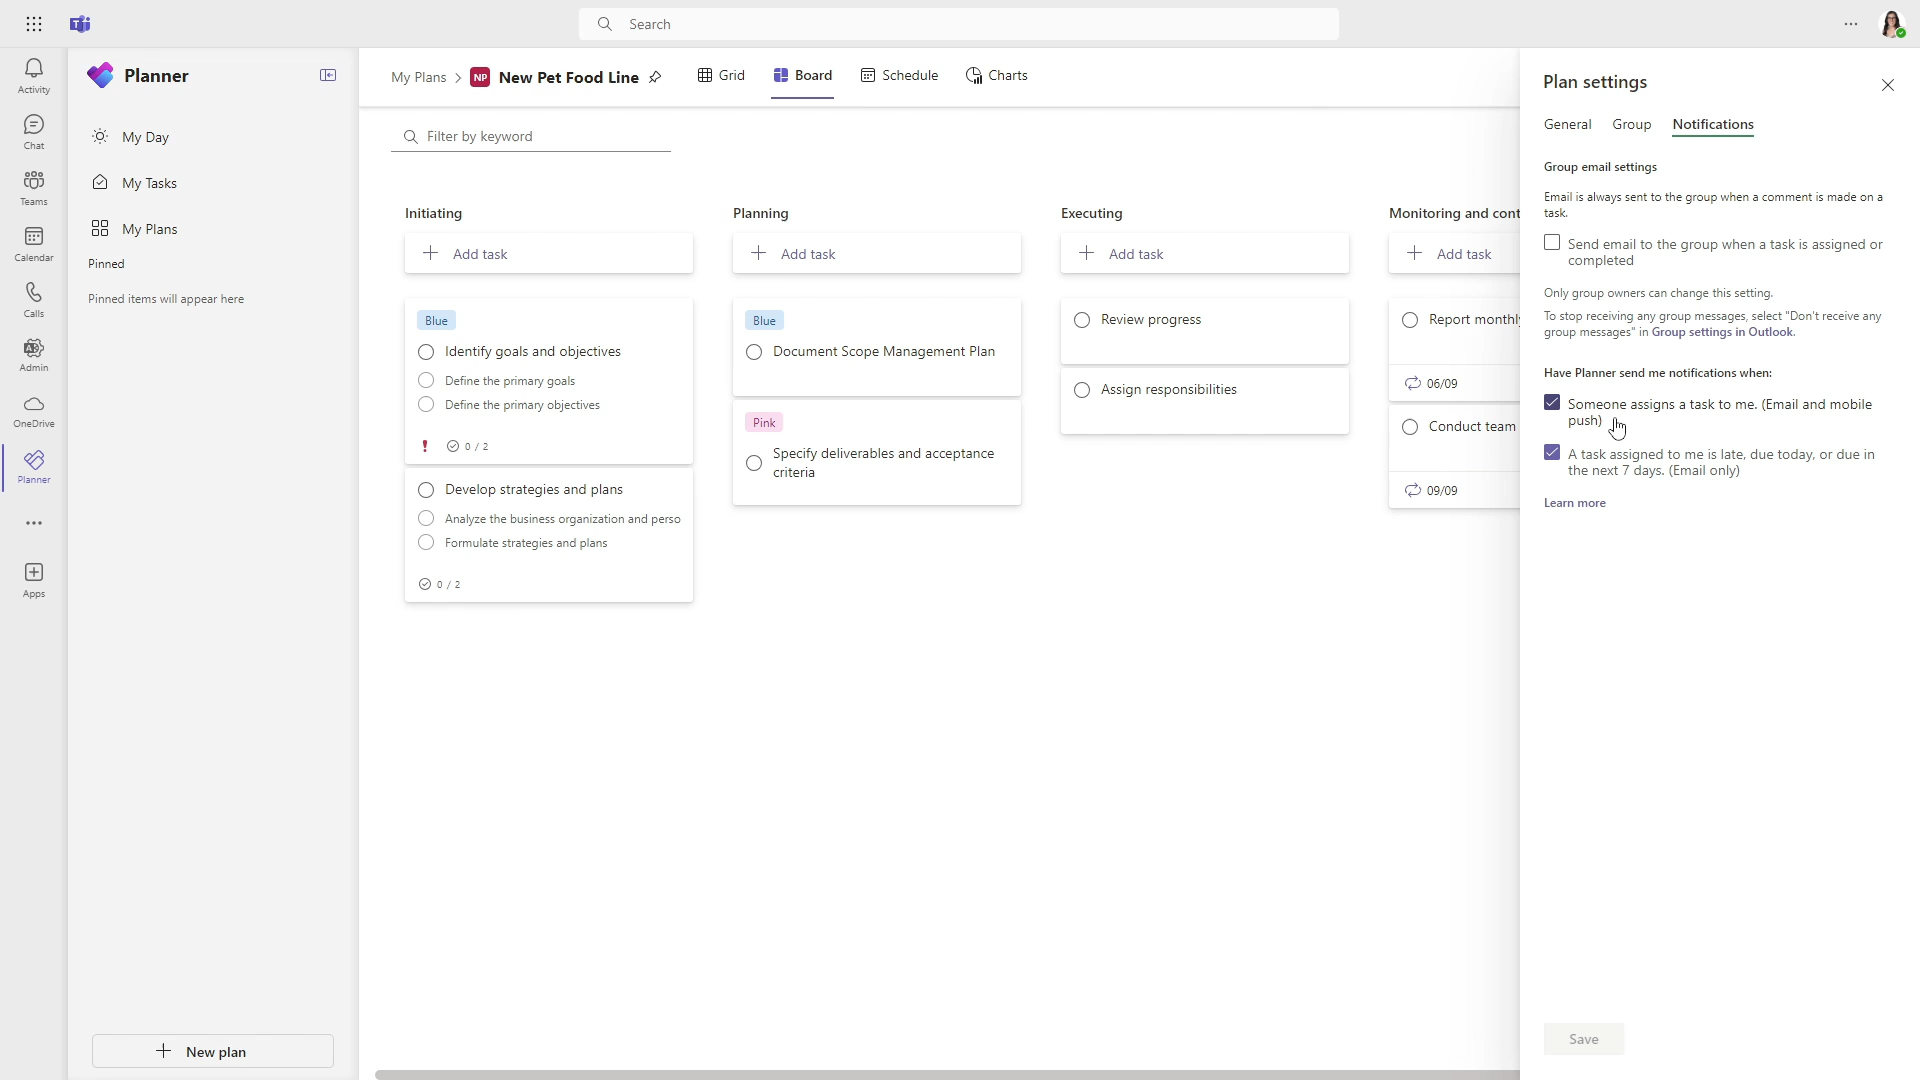 Search
Activity
Chat
Teams
Calendar
Calls
Admin
OneDrive
Planner
Apps
Planner
My Day
My Tasks
My Plans
Pinned
Pinned items will appear here
New plan
My Plans > NP New Pet Food Line
Grid
Board
Schedule
Charts
Filter by keyword
Initiating
Add task
Blue
Identify goals and objectives
Define the primary goals
Define the primary objectives
0 / 2
Develop strategies and plans
Analyze the business organization and perso
Formulate strategies and plans
0 / 2
Planning
Add task
Blue
Document Scope Management Plan
Pink
Specify deliverables and acceptance
criteria
Executing
Add task
Review progress
Assign responsibilities
Monitoring and cont
Add task
Report monthly
06/09
Conduct team
09/09
Plan settings
General
Group
Notifications
Group email settings
Email is always sent to the group when a comment is made on a
task.
Send email to the group when a task is assigned or
completed
Only group owners can change this setting.
To stop receiving any group messages, select "Don't receive any
group messages" in Group settings in Outlook.
Have Planner send me notifications when:
Someone assigns a task to me. (Email and mobile
push)
A task assigned to me is late, due today, or due in
the next 7 days. (Email only)
Learn more
Save